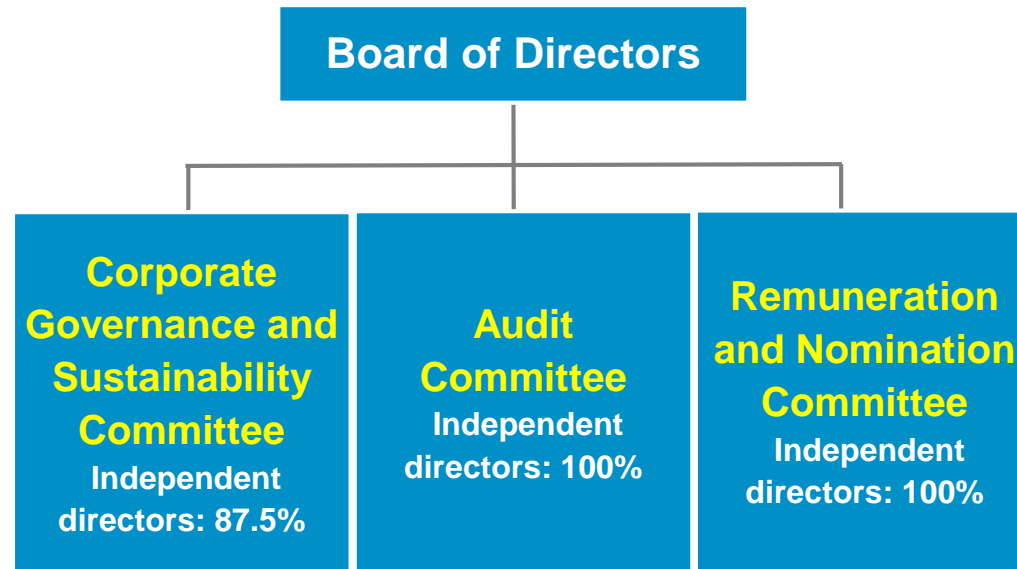 Board of Directors
Corporate
Governance and
Sustainability
Committee
Independent
directors: 87.5%
Audit
Committee
Independent
directors: 100%
Remuneration
and Nomination
Committee
Independent
directors: 100%